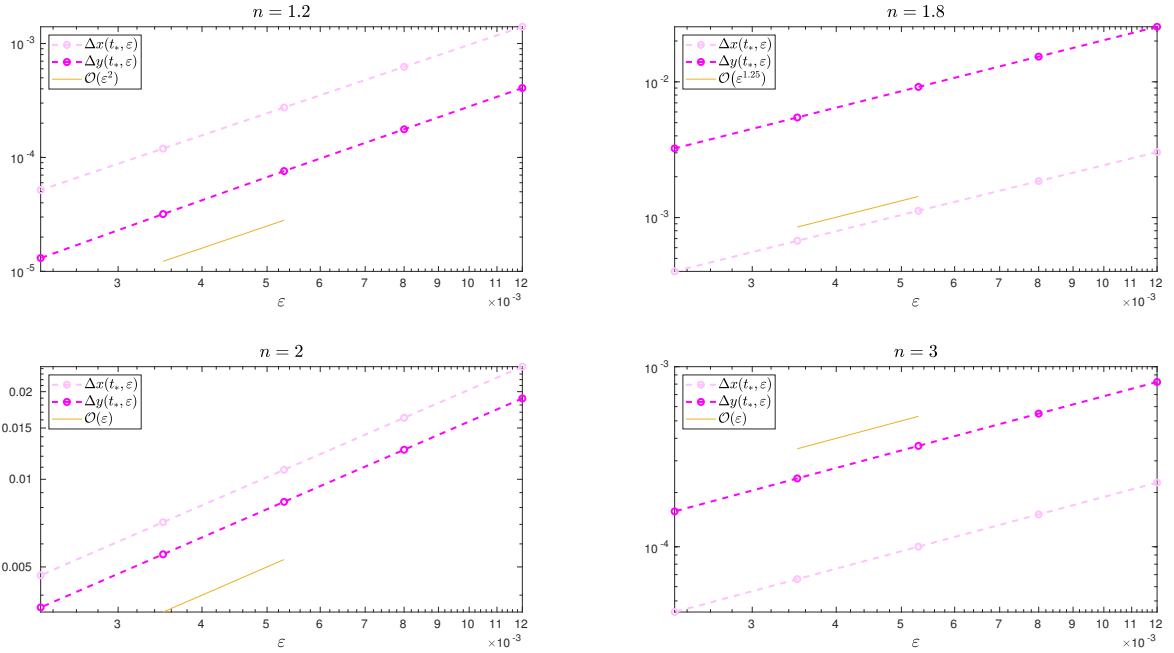 n = 1.2
10⁻³
10⁻⁴
10⁻⁵
Δx(t*, ε)
Δy(t*, ε)
𝒪(ε²)
3 4 5 6 7 8 9 10 11 12
×10⁻³
ε
n = 1.8
10⁻²
10⁻³
Δx(t*, ε)
Δy(t*, ε)
𝒪(ε^1.25)
3 4 5 6 7 8 9 10 11 12
×10⁻³
ε
n = 2
0.02
0.015
0.01
0.005
Δx(t*, ε)
Δy(t*, ε)
𝒪(ε)
3 4 5 6 7 8 9 10 11 12
×10⁻³
ε
n = 3
10⁻³
10⁻⁴
Δx(t*, ε)
Δy(t*, ε)
𝒪(ε)
3 4 5 6 7 8 9 10 11 12
×10⁻³
ε